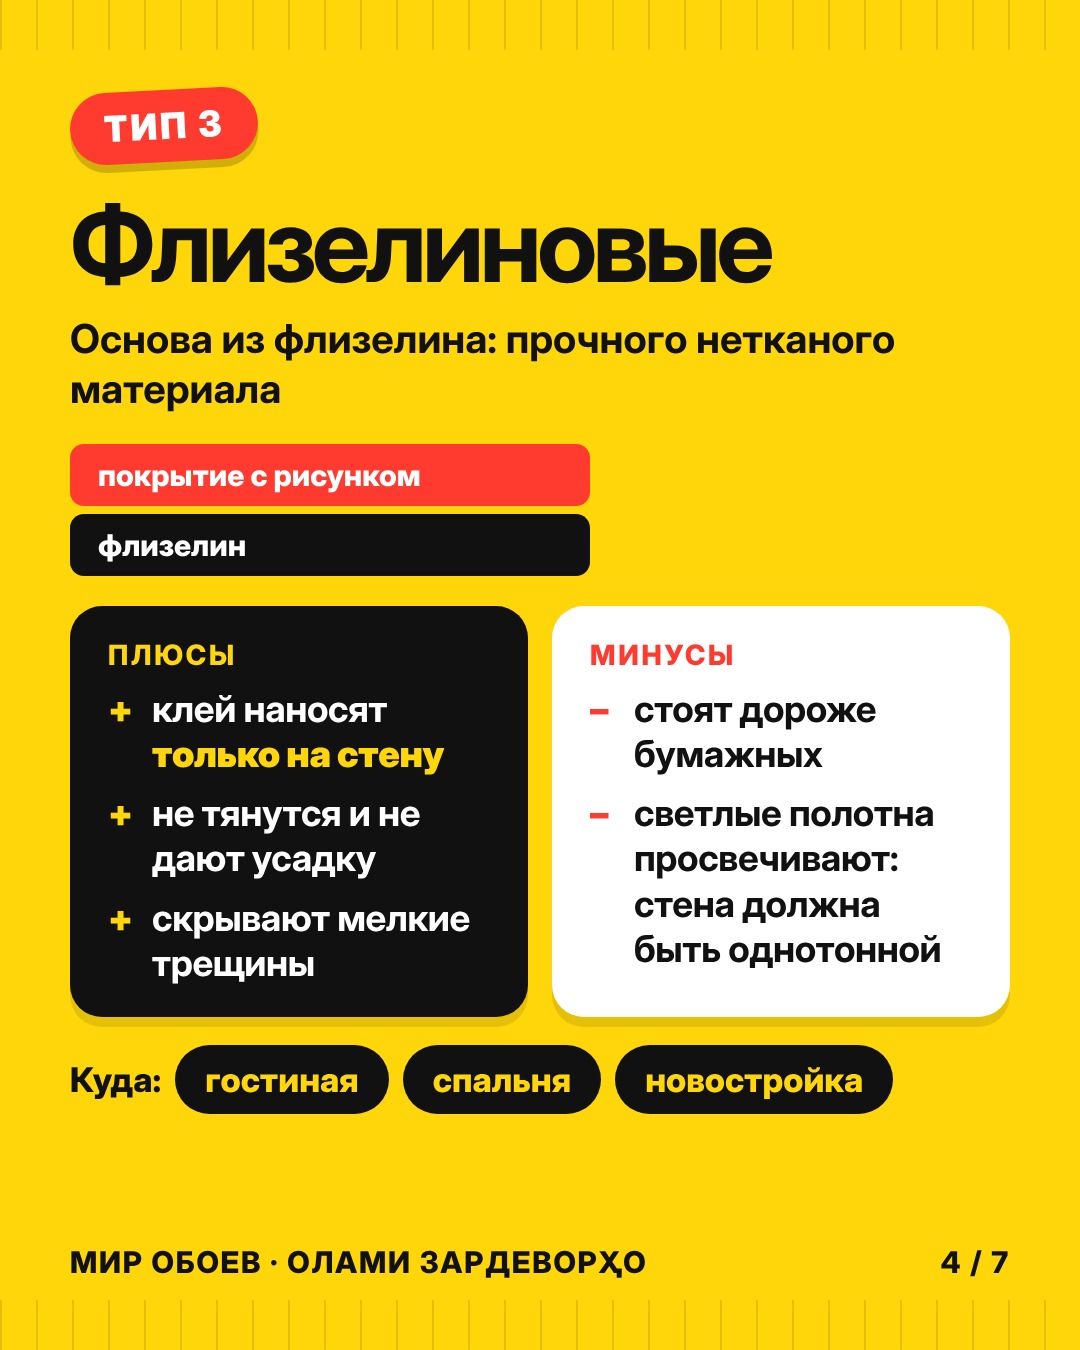 ТИП 3
Флизелиновые
Основа из флизелина: прочного нетканого
материала
покрытие с рисунком
флизелин
ПЛЮСЫ
+ клей наносят
только на стену
+ не тянутся и не
дают усадку
+ скрывают мелкие
трещины
МИНУСЫ
– стоят дороже
бумажных
– светлые полотна
просвечивают:
стена должна
быть однотонной
Куда: гостиная спальня новостройка
МИР ОБОЕВ · ОЛАМИ ЗАРДЕВОРҲО 4 / 7